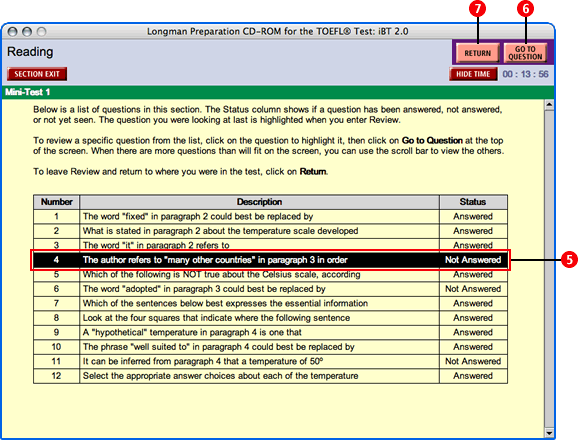 7
6
Longman Preparation CD-ROM for the TOEFL® Test: iBT 2.0
Reading
RETURN
GO TO
QUESTION
SECTION EXIT
HIDE TIME
00 : 13 : 56
Mini-Test 1
Below is a list of questions in this section. The Status column shows if a question has been answered, not answered,
or not yet seen. The question you were looking at last is highlighted when you enter Review.
To review a specific question from the list, click on the question to highlight it, then click on Go to Question at the top
of the screen. When there are more questions than will fit on the screen, you can use the scroll bar to view the others.
To leave Review and return to where you were in the test, click on Return.
Number Description Status
1 The word "fixed" in paragraph 2 could best be replaced by Answered
2 What is stated in paragraph 2 about the temperature scale developed Answered
3 The word "it" in paragraph 2 refers to Answered
4 The author refers to "many other countries" in paragraph 3 in order Not Answered
5
5 Which of the following is NOT true about the Celsius scale, according Answered
6 The word "adopted" in paragraph 3 could best be replaced by Not Answered
7 Which of the sentences below best expresses the essential information Answered
8 Look at the four squares that indicate where the following sentence Answered
9 A "hypothetical" temperature in paragraph 4 is one that Answered
10 The phrase "well suited to" in paragraph 4 could best be replaced by Answered
11 It can be inferred from paragraph 4 that a temperature of 50º Not Answered
12 Select the appropriate answer choices about each of the temperature Answered